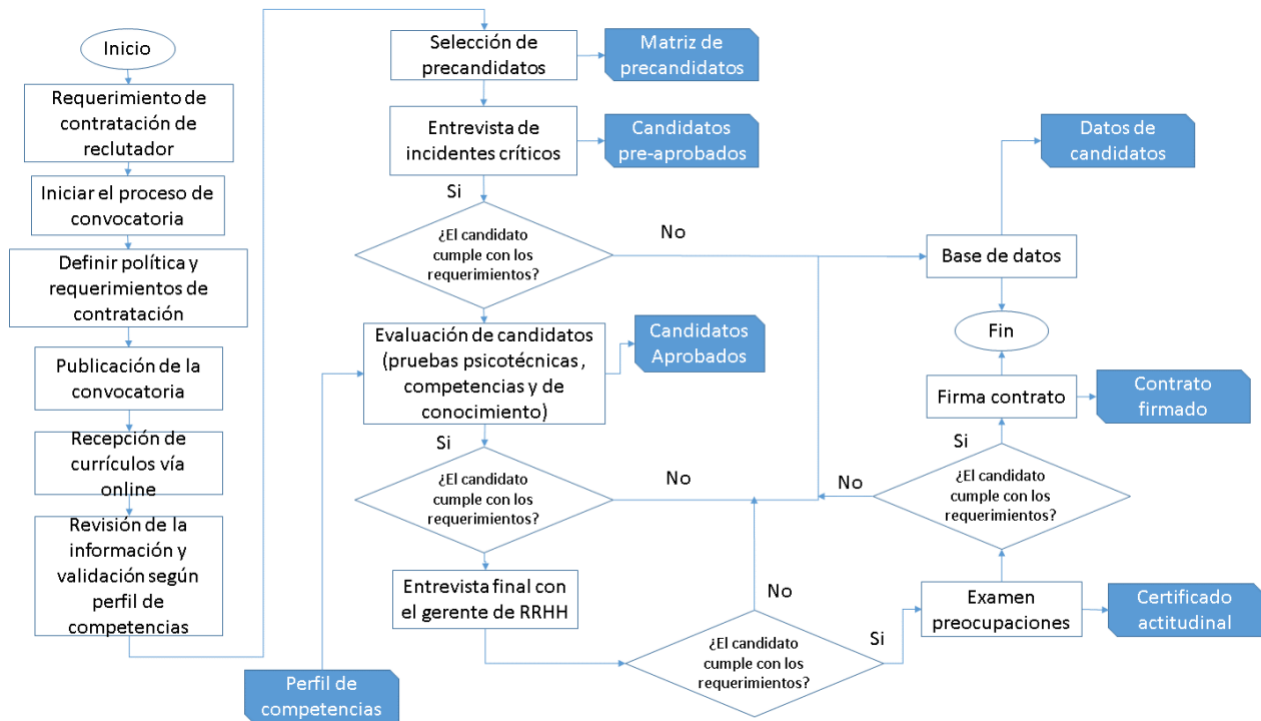 Inicio
Requerimiento de
contratación de
reclutador
Iniciar el proceso de
convocatoria
Definir política y
requerimientos de
contratación
Publicación de la
convocatoria
Recepción de
currículos vía
online
Revisión de la
información y
validación según
perfil de
competencias
Selección de
precandidatos
Matriz de
precandidatos
Entrevista de
incidentes críticos
Candidatos
pre-aprobados
Si
¿El candidato
cumple con los
requerimientos?
No
Evaluación de candidatos
(pruebas psicotécnicas,
competencias y de
conocimiento)
Candidatos
Aprobados
Si
¿El candidato
cumple con los
requerimientos?
No
Entrevista final con
el gerente de RRHH
Perfil de
competencias
No
¿El candidato
cumple con los
requerimientos?
Si
Datos de
candidatos
Base de datos
Fin
Firma contrato
Contrato
firmado
Si
¿El candidato
cumple con los
requerimientos?
No
Examen
preocupaciones
Certificado
actitudinal